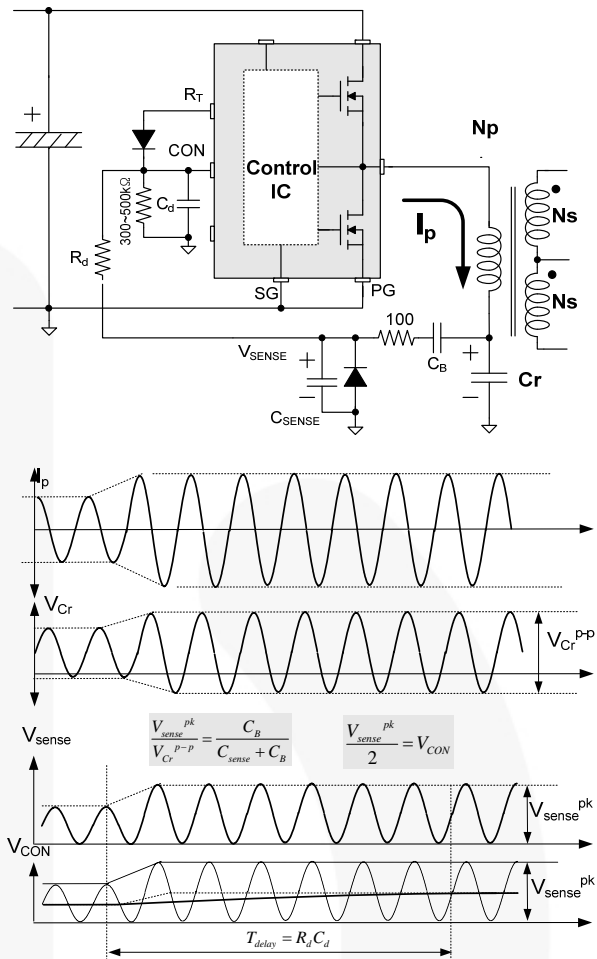 Np
R_T
+
CON
Control
IC
300~500kΩ
C_d
Ns
I_p
R_d
Ns
SG
PG
100
V_SENSE
+
+
C_B
Cr
−
−
C_SENSE
I_p
V_Cr
V_Cr^p-p
V_sense
V_sense^pk / V_Cr^p-p = C_B / (C_sense + C_B)
V_sense^pk / 2 = V_CON
V_sense^pk
V_CON
V_sense^pk
T_delay = R_d C_d